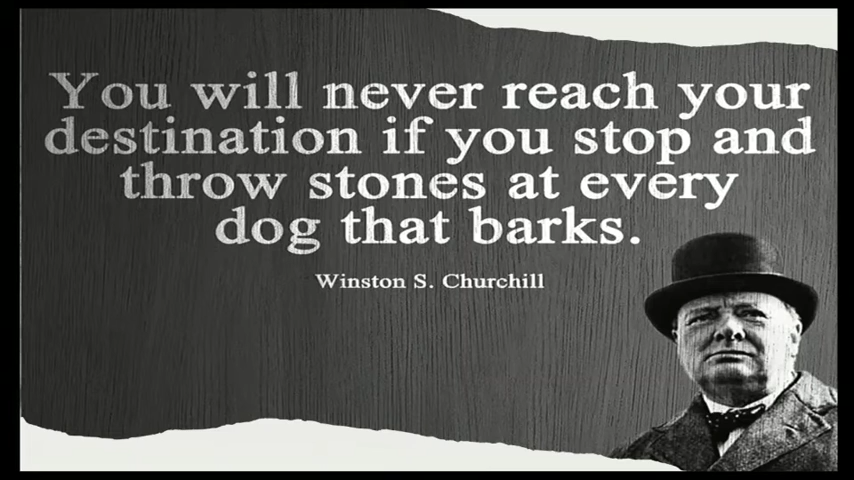 You will never reach your
destination if you stop and
throw stones at every
dog that barks.
Winston S. Churchill